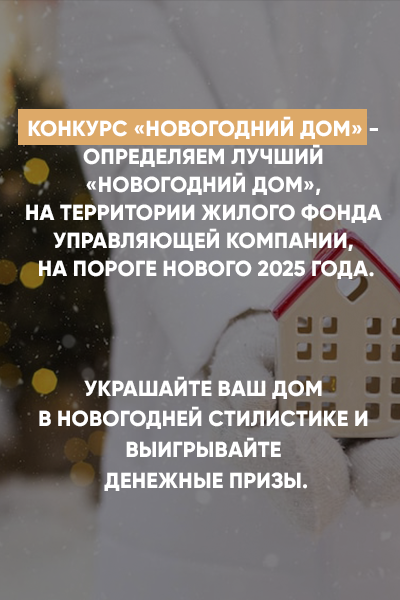 КОНКУРС «НОВОГОДНИЙ ДОМ» -
ОПРЕДЕЛЯЕМ ЛУЧШИЙ
«НОВОГОДНИЙ ДОМ»,
НА ТЕРРИТОРИИ ЖИЛОГО ФОНДА
УПРАВЛЯЮЩЕЙ КОМПАНИИ,
НА ПОРОГЕ НОВОГО 2025 ГОДА.
УКРАШАЙТЕ ВАШ ДОМ
В НОВОГОДНЕЙ СТИЛИСТИКЕ И
ВЫИГРЫВАЙТЕ
ДЕНЕЖНЫЕ ПРИЗЫ.